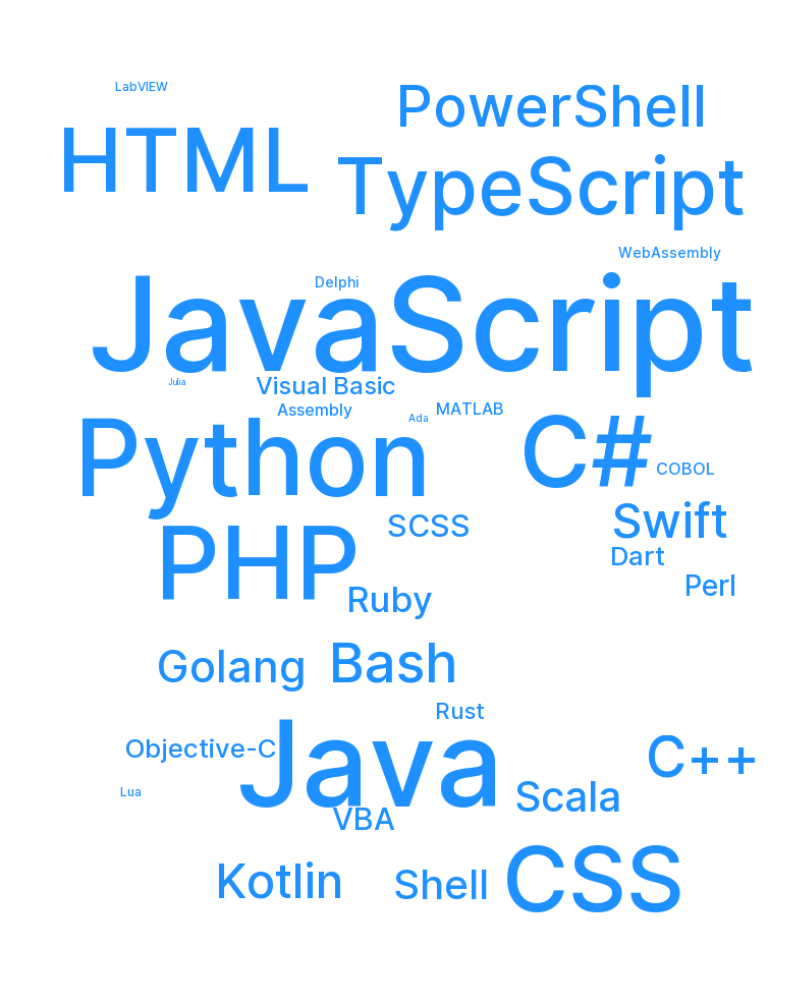 LabVIEW
PowerShell
HTML
TypeScript
WebAssembly
Delphi
JavaScript
Julia
Visual Basic
Assembly
Ada
MATLAB
Python
C#
COBOL
SCSS
Swift
PHP
Dart
Perl
Ruby
Golang
Bash
Rust
Objective-C
Java
C++
Lua
Scala
VBA
Kotlin
Shell
CSS